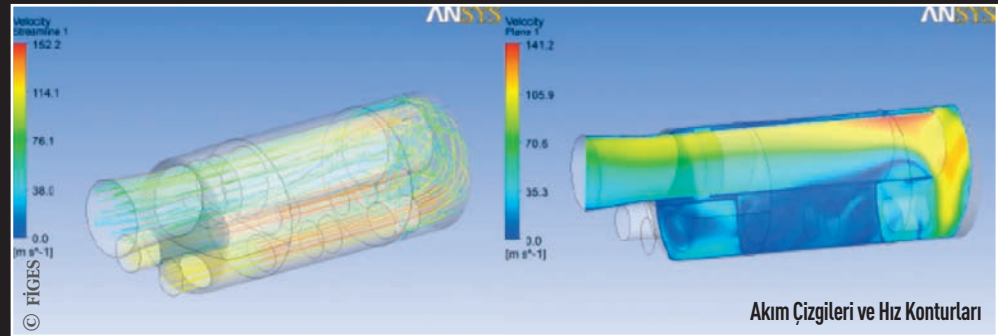 ANSYS
Velocity
Streamline 1
152.2
114.1
76.1
38.0
0.0
[m s^-1]
© FİGES
ANSYS
Velocity
Plane 1
141.2
105.9
70.6
35.3
0.0
[m s^-1]
Akım Çizgileri ve Hız Konturları